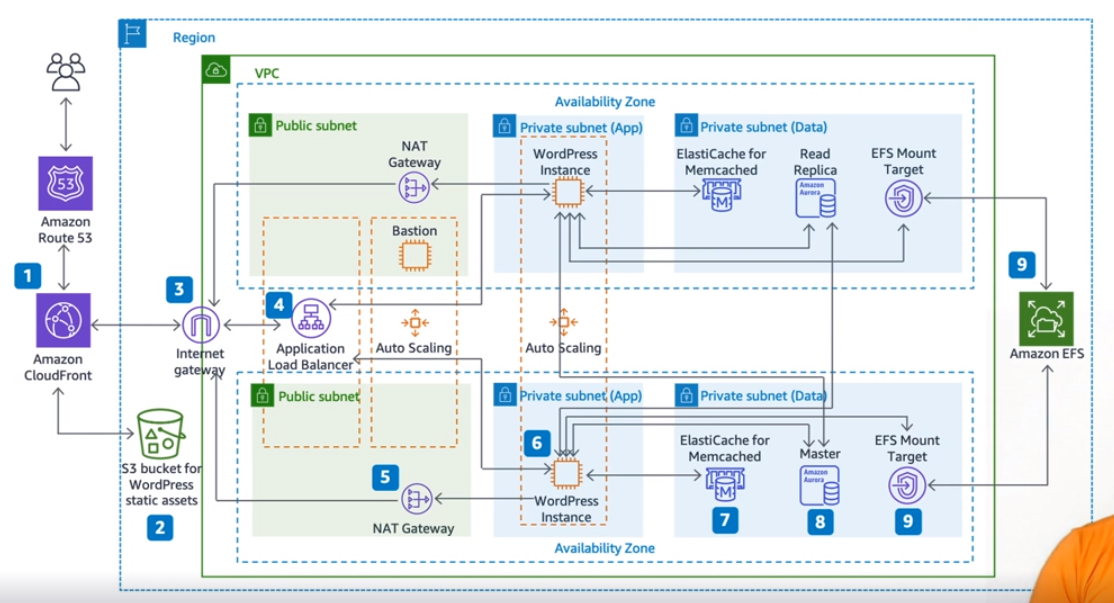 Region
VPC
Availability Zone
Public subnet
Private subnet (App)
Private subnet (Data)
NAT
Gateway
WordPress
Instance
ElastiCache for
Memcached
Read
Replica
Amazon
Aurora
EFS Mount
Target
53
Amazon
Route 53
Bastion
1
3
4
9
Amazon
CloudFront
Internet
gateway
Application
Load Balancer
Auto Scaling
Auto Scaling
Amazon EFS
Public subnet
Private subnet (App)
Private subnet (Data)
S3 bucket for
WordPress
static assets
2
5
NAT Gateway
6
WordPress
Instance
ElastiCache for
Memcached
M
7
Master
Amazon
Aurora
8
EFS Mount
Target
9
Availability Zone
M